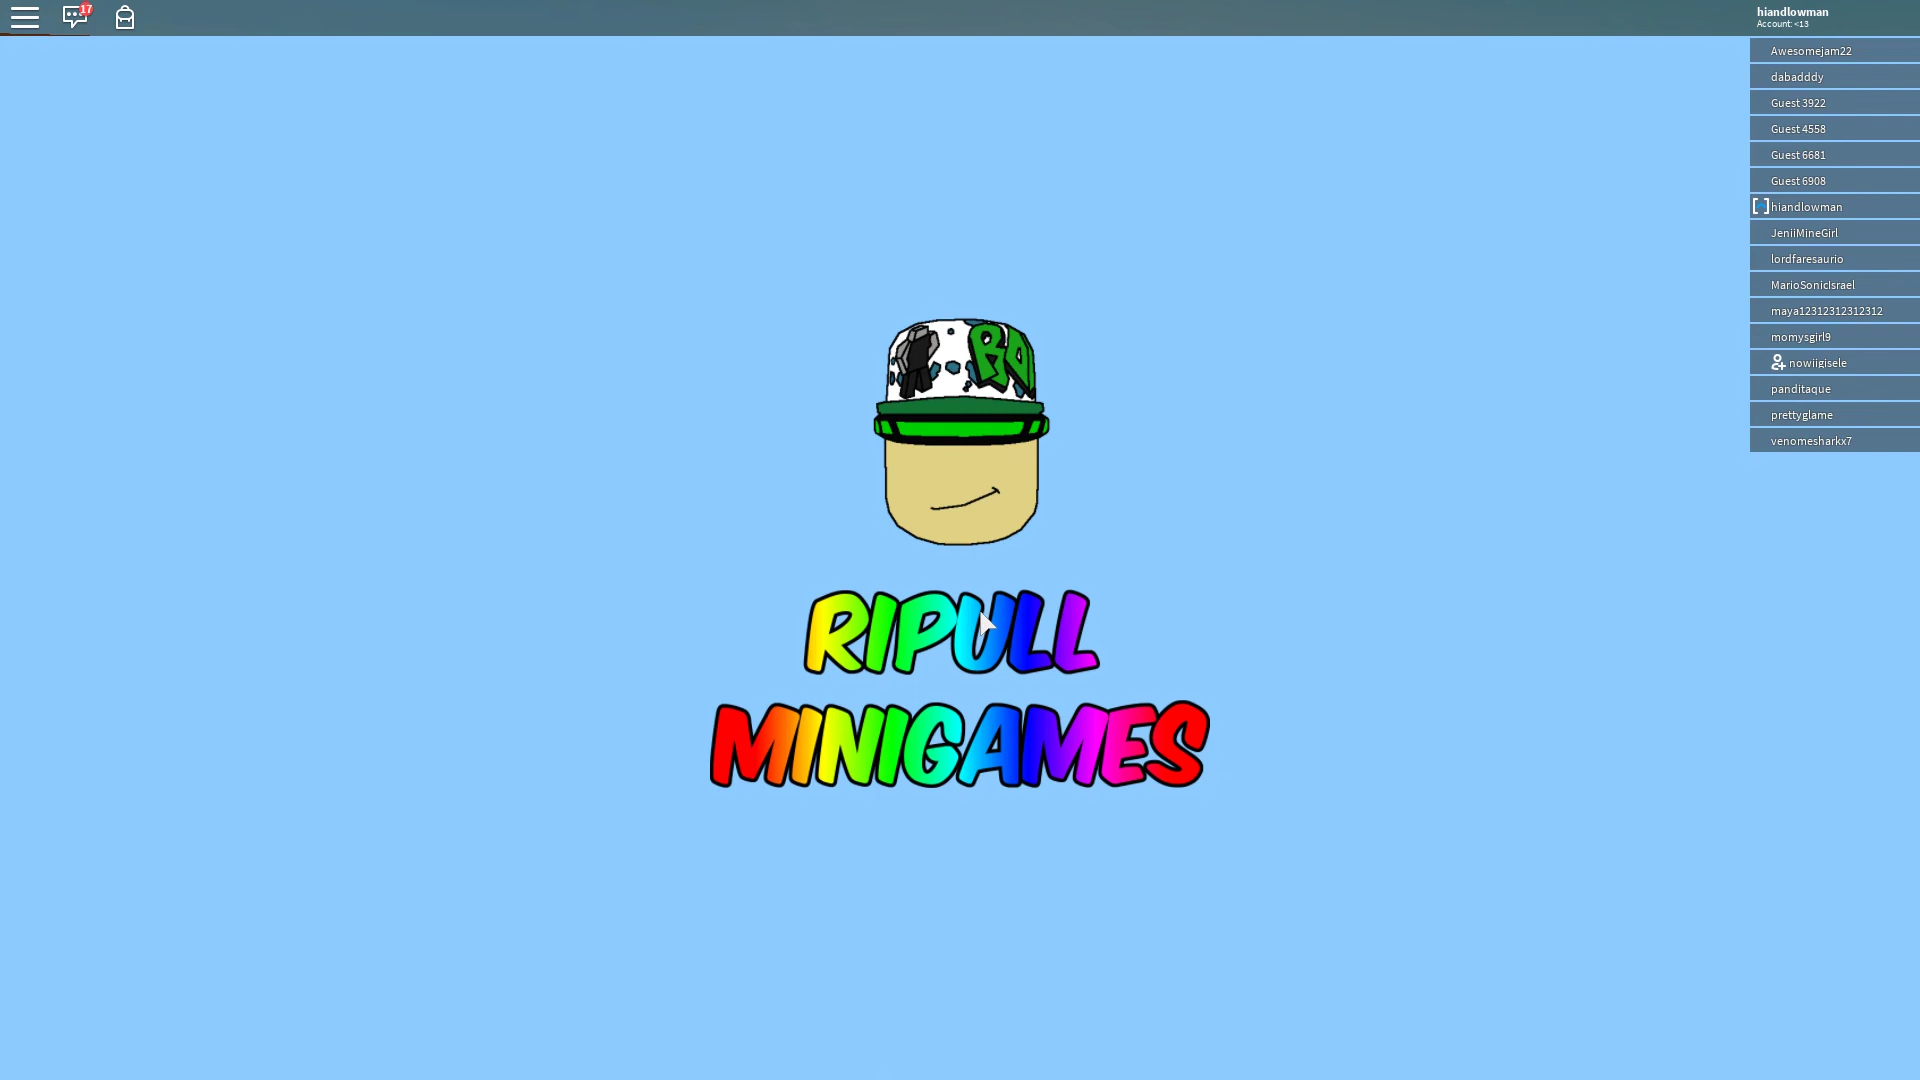 17
hiandlowman
Account: <13
Awesomejam22
dabadddy
Guest 3922
Guest 4558
Guest 6681
Guest 6908
hiandlowman
JeniiMineGirl
lordfaresaurio
MarioSonicIsrael
maya12312312312312
momysgirl9
nowiigisele
panditaque
prettyglame
venomesharkx7
RO
RIPULL
MINIGAMES